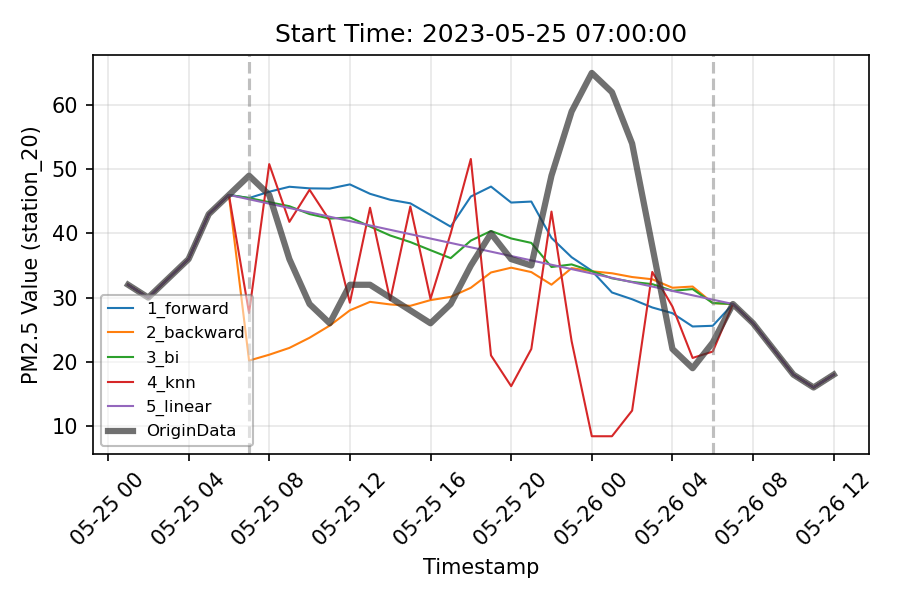 Start Time: 2023-05-25 07:00:00
PM2.5 Value (station_20)
60
50
40
30
20
10
1_forward
2_backward
3_bi
4_knn
5_linear
OriginData
05-25 00
05-25 04
05-25 08
05-25 12
05-25 16
05-25 20
05-26 00
05-26 04
05-26 08
05-26 12
Timestamp